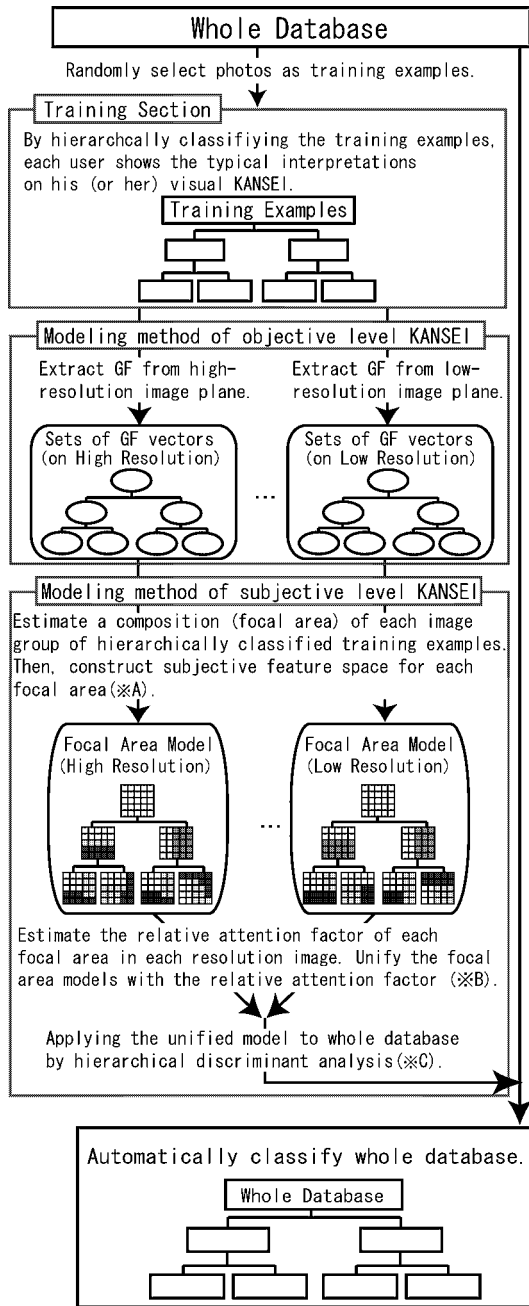 Whole Database
Randomly select photos as training examples.
Training Section
By hierarchcally classifiying the training examples,
each user shows the typical interpretations
on his (or her) visual KANSEI.
Training Examples
Modeling method of objective level KANSEI
Extract GF from high-
resolution image plane.
Extract GF from low-
resolution image plane.
Sets of GF vectors
(on High Resolution)
...
Sets of GF vectors
(on Low Resolution)
Modeling method of subjective level KANSEI
Estimate a composition (focal area) of each image
group of hierarchically classified training examples.
Then, construct subjective feature space for each
focal area(※A).
Focal Area Model
(High Resolution)
...
Focal Area Model
(Low Resolution)
Estimate the relative attention factor of each
focal area in each resolution image. Unify the focal
area models with the relative attention factor (※B).
Applying the unified model to whole database
by hierarchical discriminant analysis(※C).
Automatically classify whole database.
Whole Database